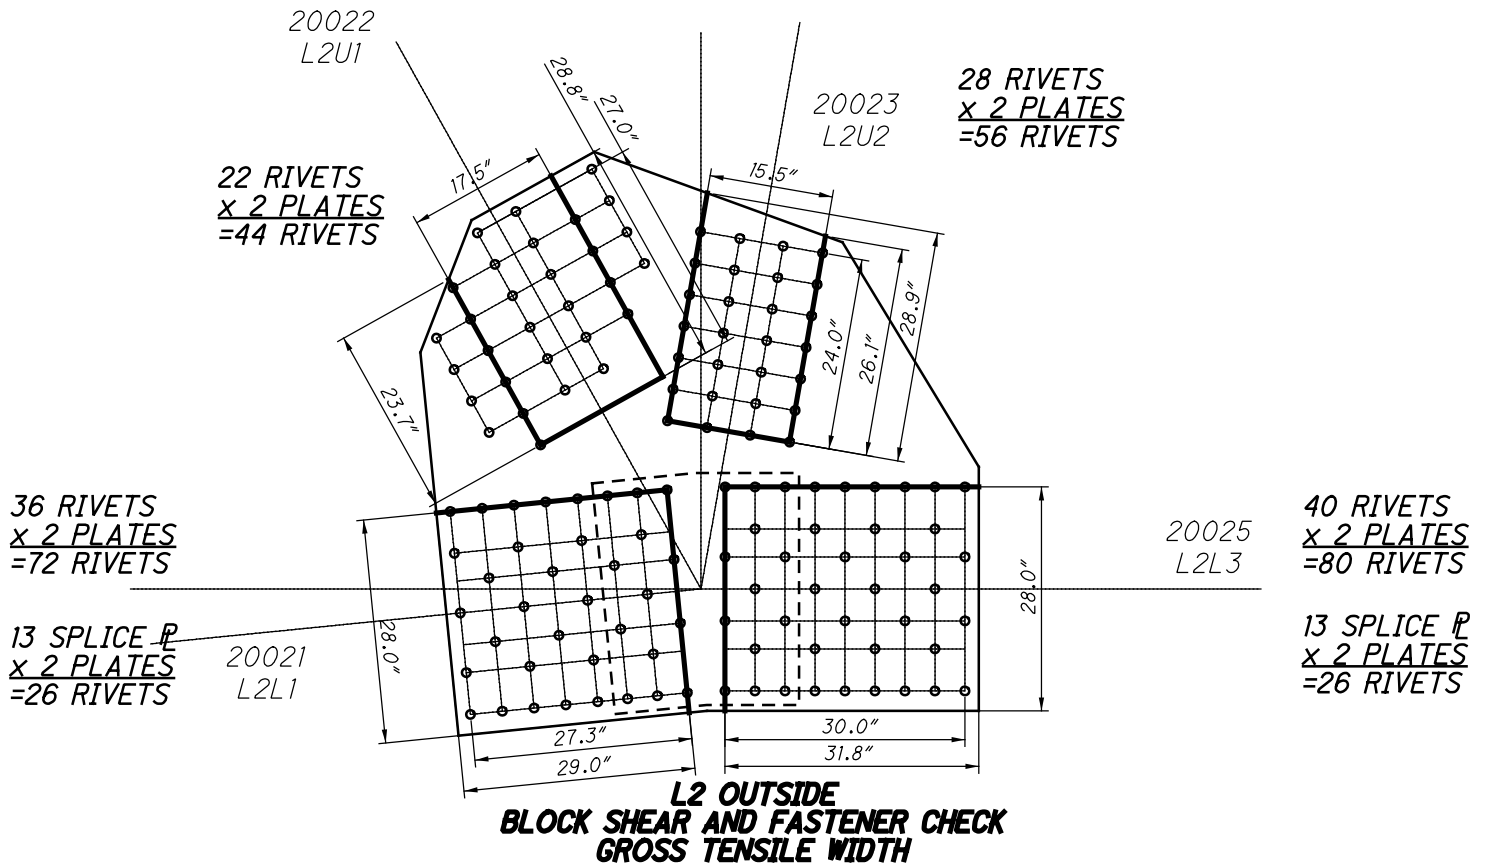 20022
L2U1
28.8"
27.0"
20023
L2U2
28 RIVETS
x 2 PLATES
=56 RIVETS
22 RIVETS
x 2 PLATES
=44 RIVETS
17.5"
15.5"
23.7"
24.0"
26.1"
28.9"
36 RIVETS
x 2 PLATES
=72 RIVETS
13 SPLICE PL
x 2 PLATES
=26 RIVETS
20021
L2L1
28.0"
27.3"
29.0"
28.0"
30.0"
31.8"
20025
L2L3
40 RIVETS
x 2 PLATES
=80 RIVETS
13 SPLICE PL
x 2 PLATES
=26 RIVETS
L2 OUTSIDE
BLOCK SHEAR AND FASTENER CHECK
GROSS TENSILE WIDTH